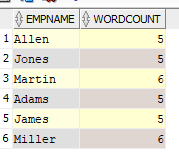 EMPNAME WORDCOUNT
1 Allen 5
2 Jones 5
3 Martin 6
4 Adams 5
5 James 5
6 Miller 6